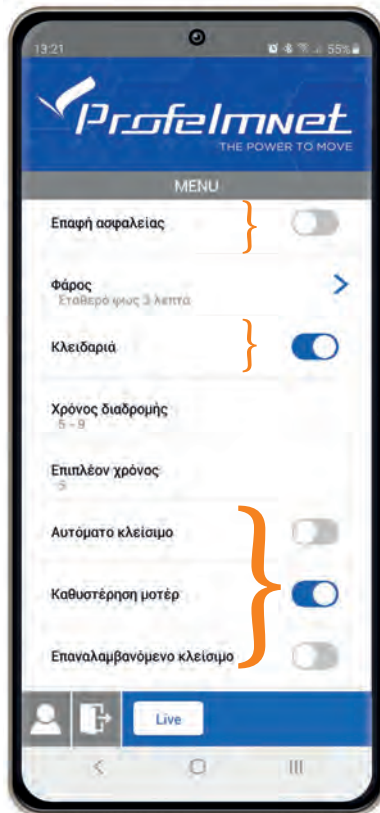 13:21
55%
Profelmnet
THE POWER TO MOVE
MENU
Επαφή ασφαλείας
Φάρος
Σταθερό φως 3 λεπτά
Κλειδαριά
Χρόνος διαδρομής
5 - 9
Επιπλέον χρόνος
5
Αυτόματο κλείσιμο
Καθυστέρηση μοτέρ
Επαναλαμβανόμενο κλείσιμο
Live